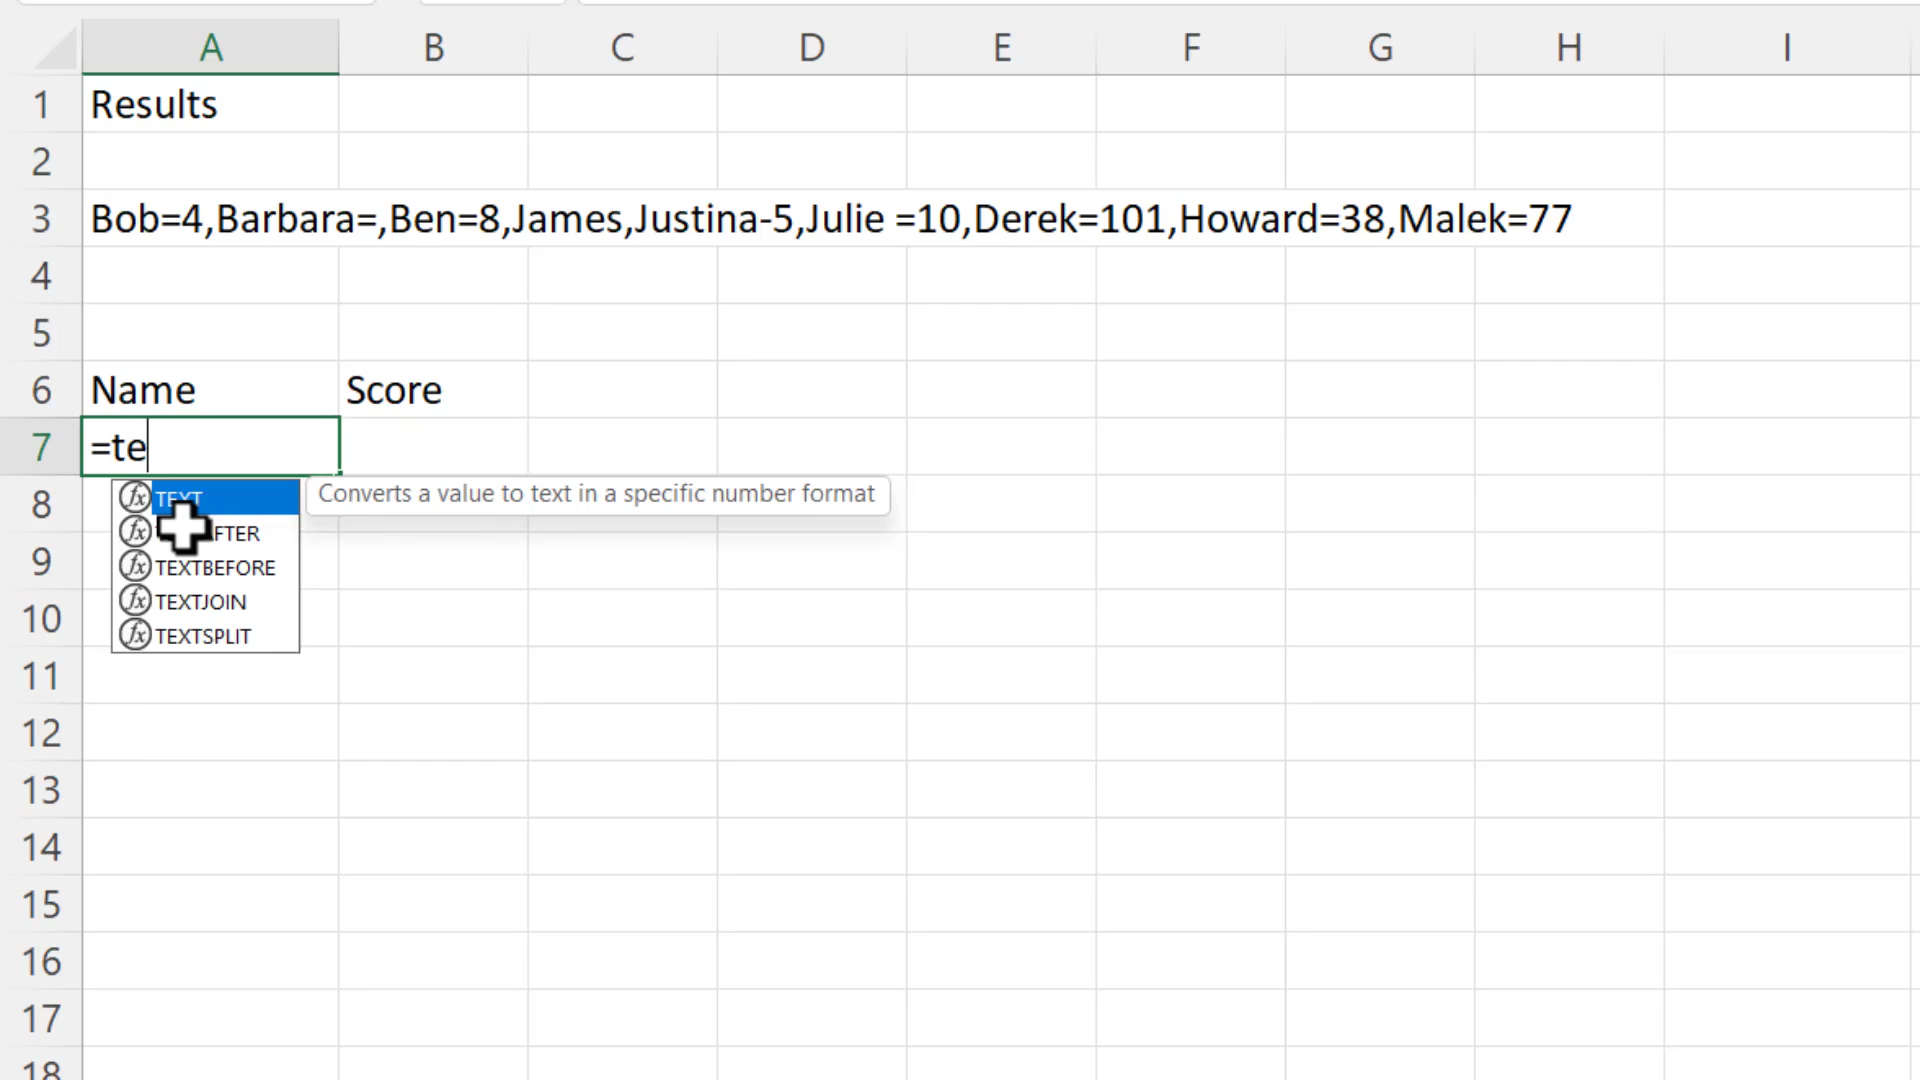 A B C D E F G H I
1 Results
2
3 Bob=4,Barbara=,Ben=8,James,Justina-5,Julie =10,Derek=101,Howard=38,Malek=77
4
5
6 Name Score
7 =te
TEXT Converts a value to text in a specific number format
8
FTER
9 TEXTBEFORE
TEXTJOIN
10
TEXTSPLIT
11
12
13
14
15
16
17
18